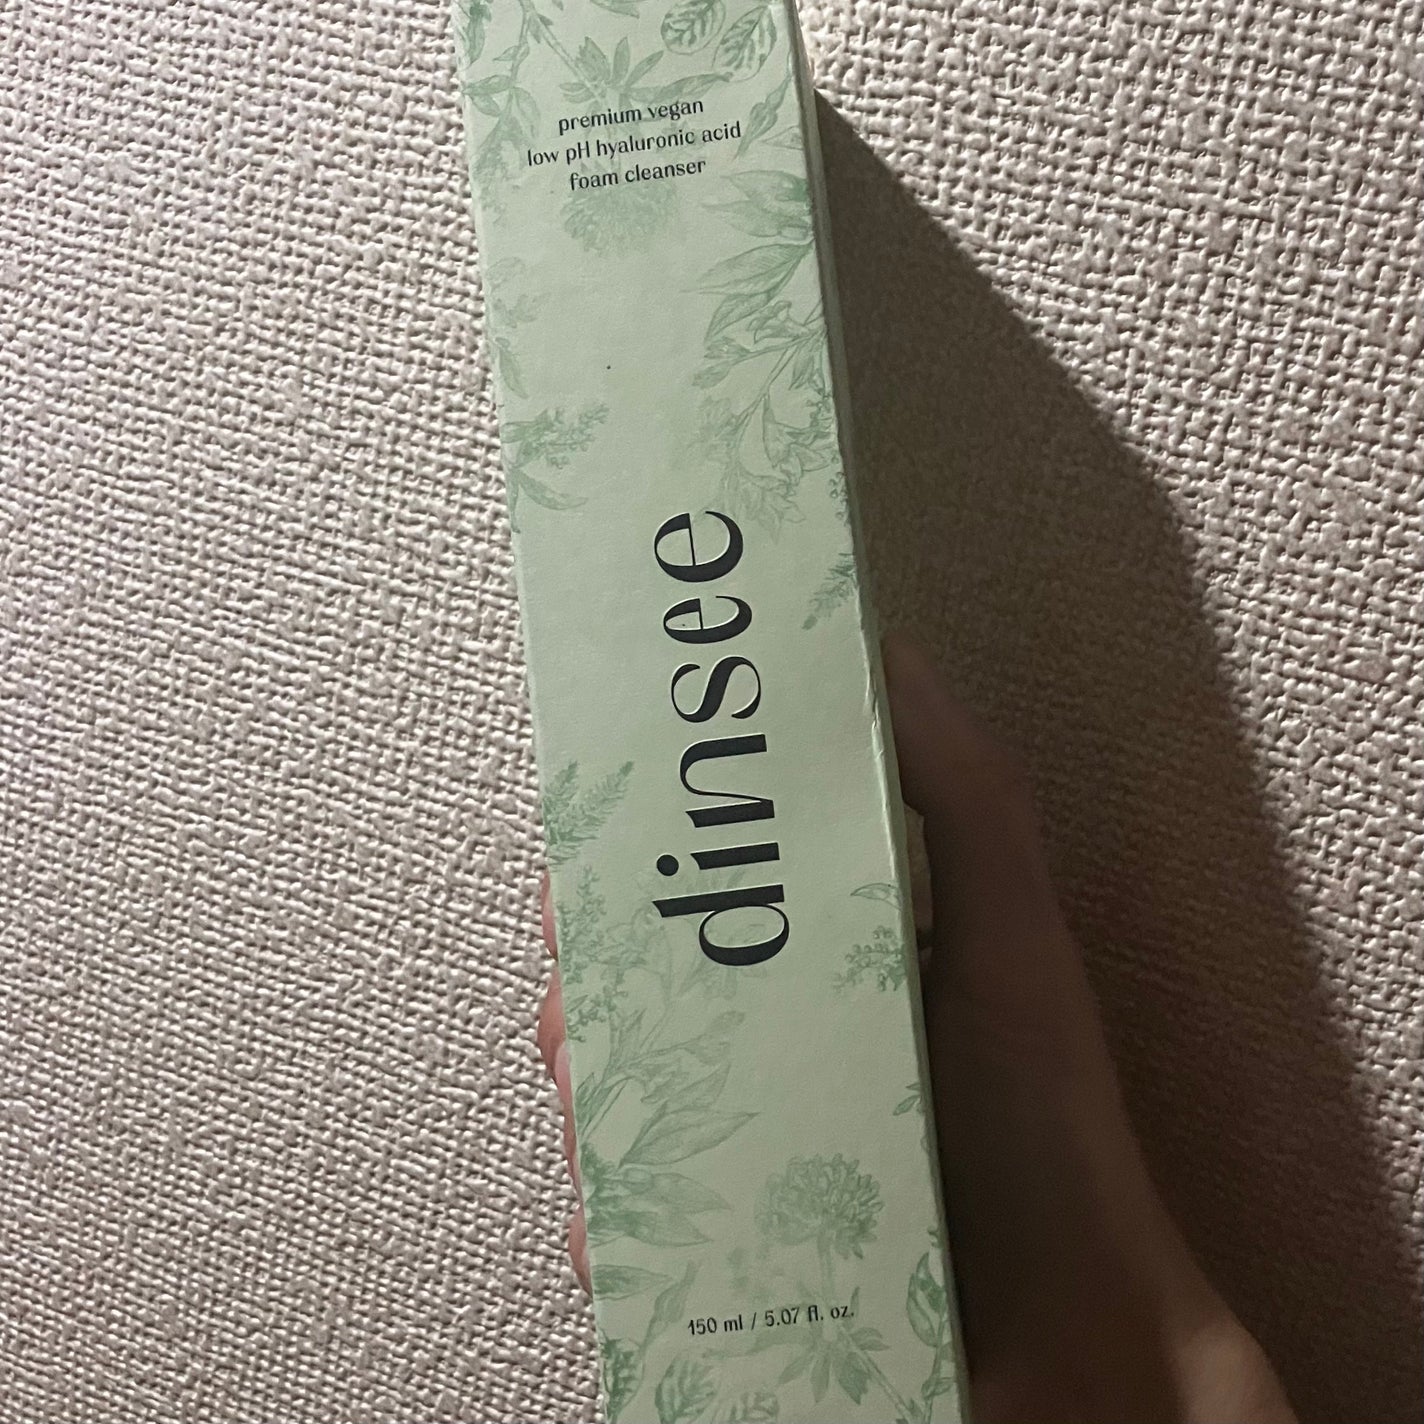 premium vegan
low pH hyaluronic acid
foam cleanser
dinsee
150 ml / 5.07 fl. oz.